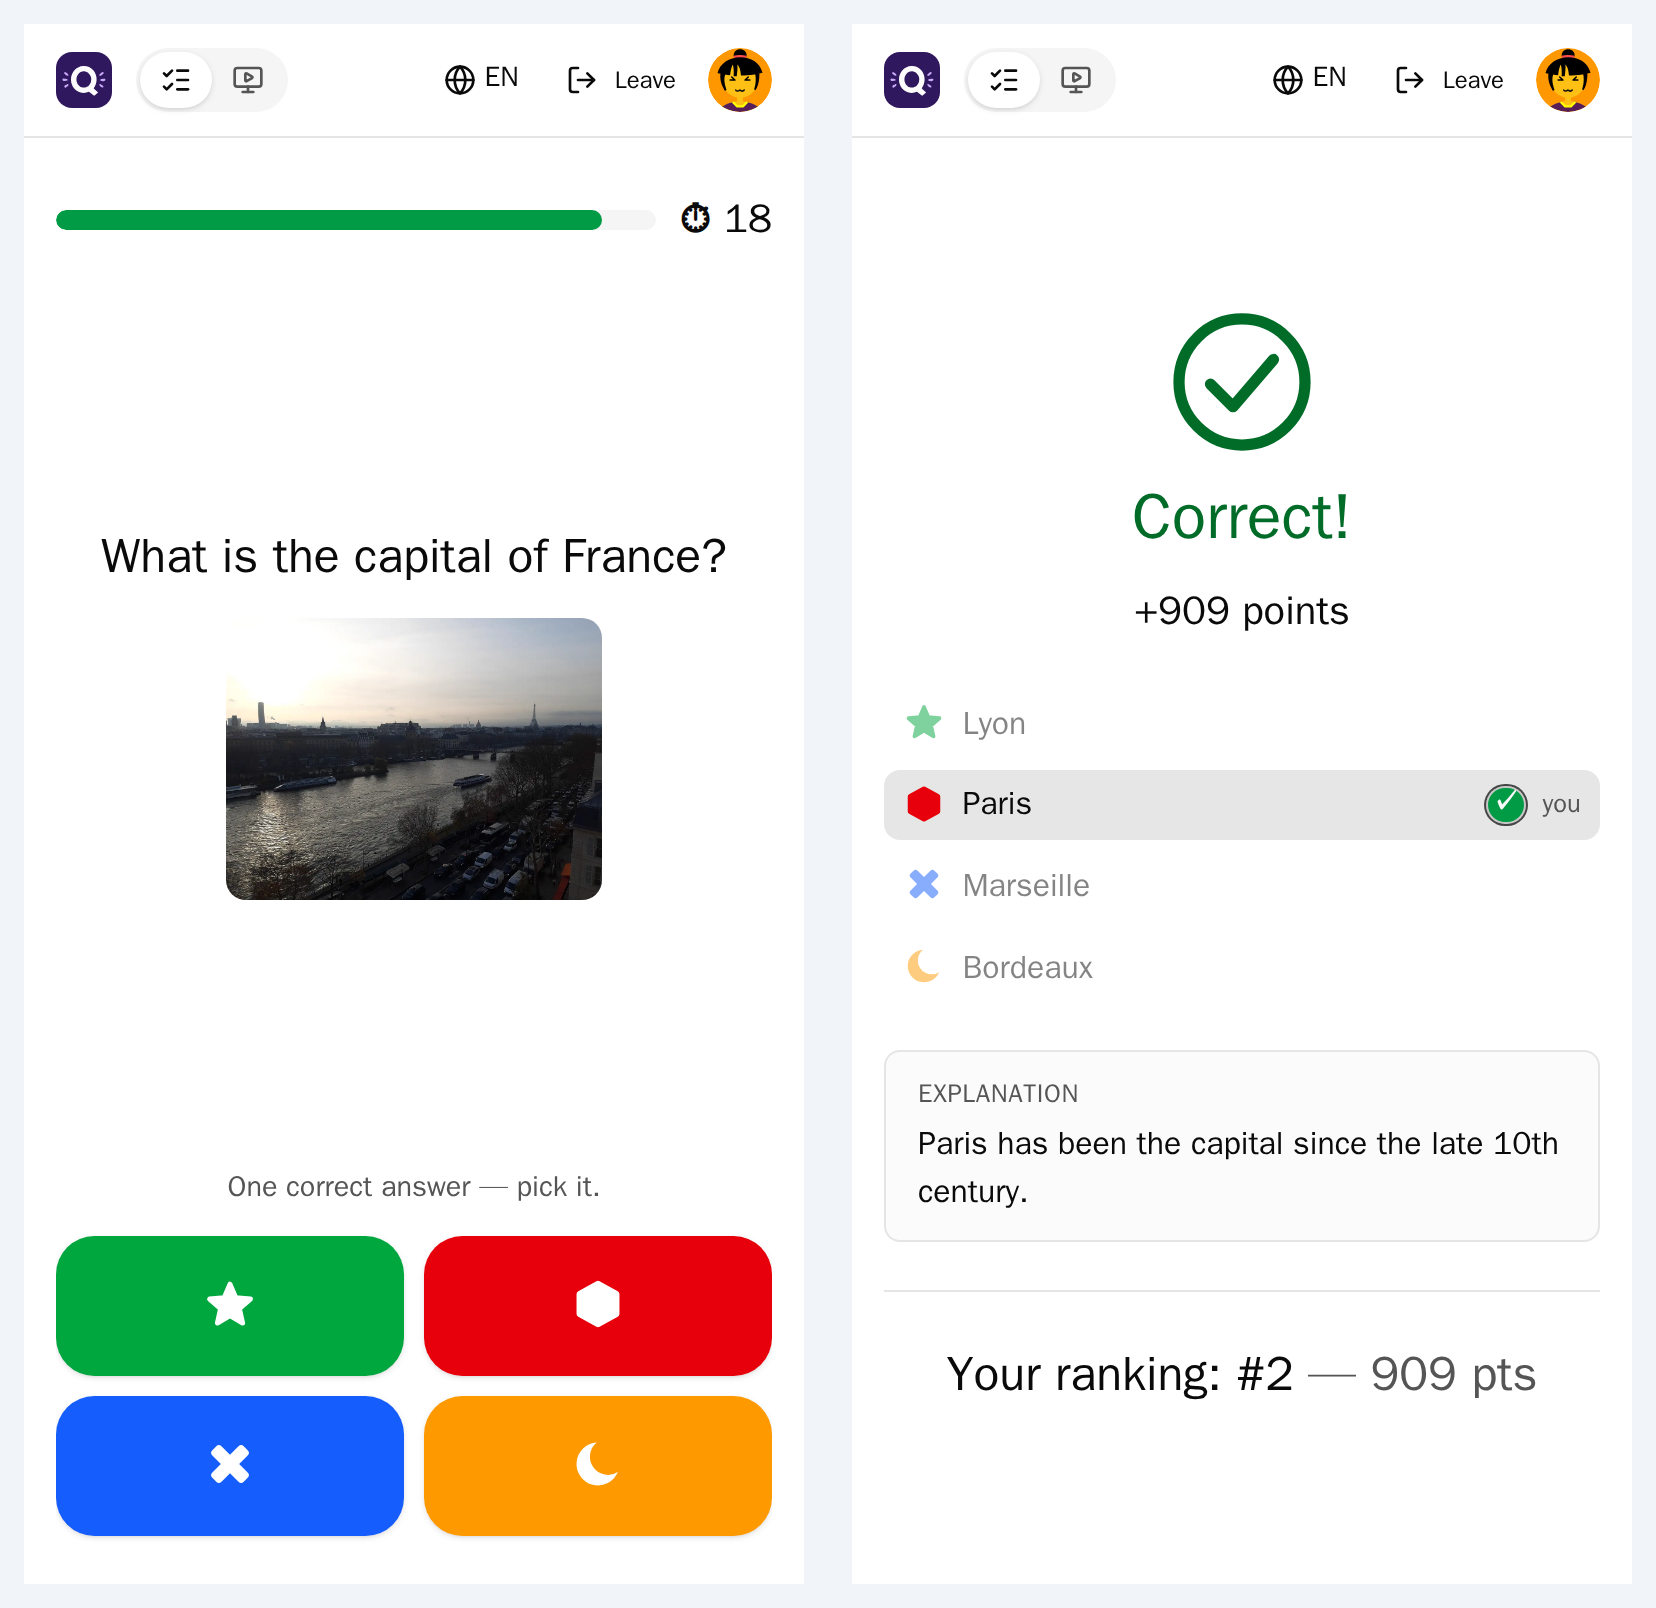 EN
Leave
18
What is the capital of France?
One correct answer — pick it.
EN
Leave
Correct!
+909 points
Lyon
Paris
you
Marseille
Bordeaux
EXPLANATION
Paris has been the capital since the late 10th
century.
Your ranking: #2 — 909 pts